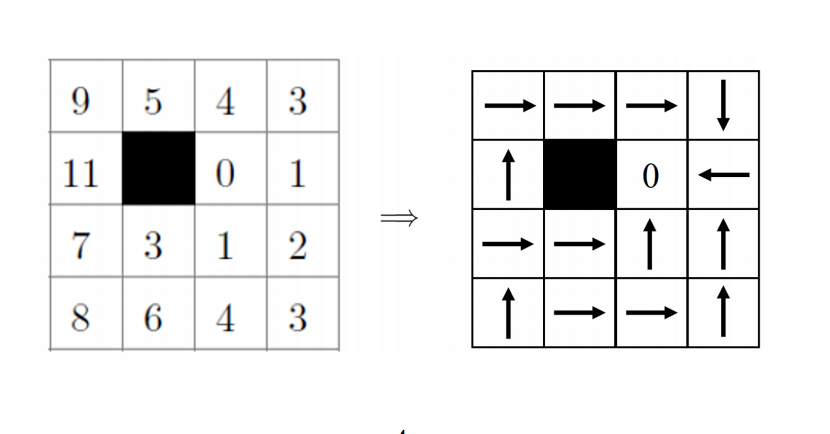 9 5 4 3
11 0 1
7 3 1 2
8 6 4 3
⇒
→ → → ↓
↑ 0 ←
→ → ↑ ↑
↑ → → ↑